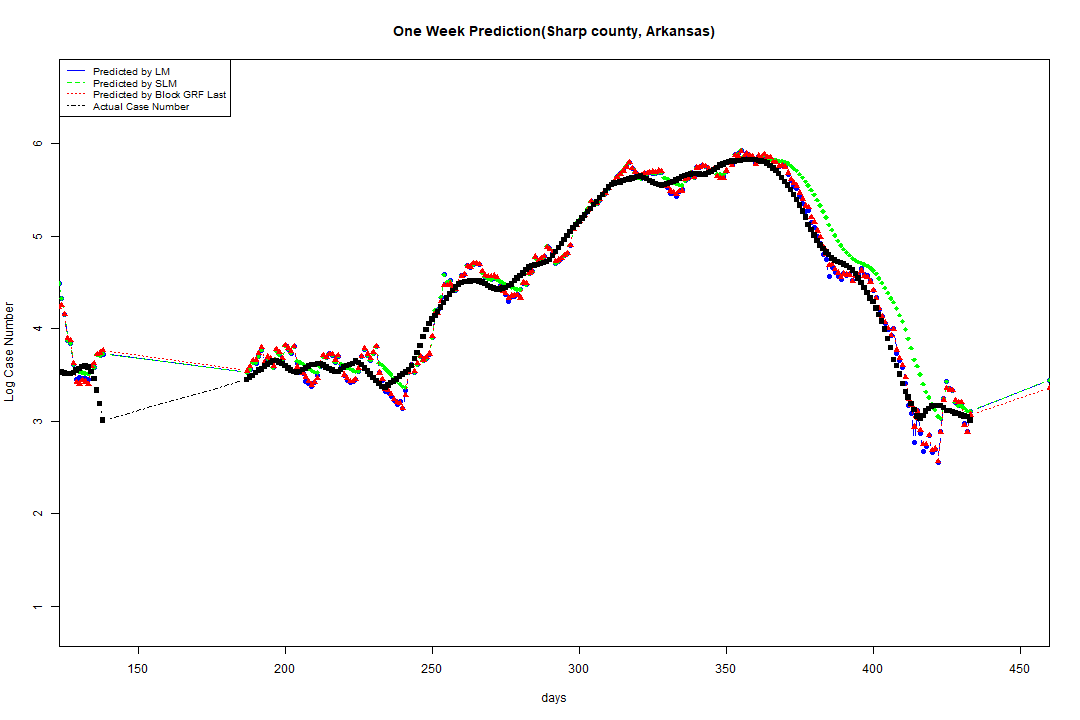 One Week Prediction(Sharp county, Arkansas)
Predicted by LM
Predicted by SLM
Predicted by Block GRF Last
Actual Case Number
6
5
4
3
2
1
Log Case Number
150 200 250 300 350 400 450
days